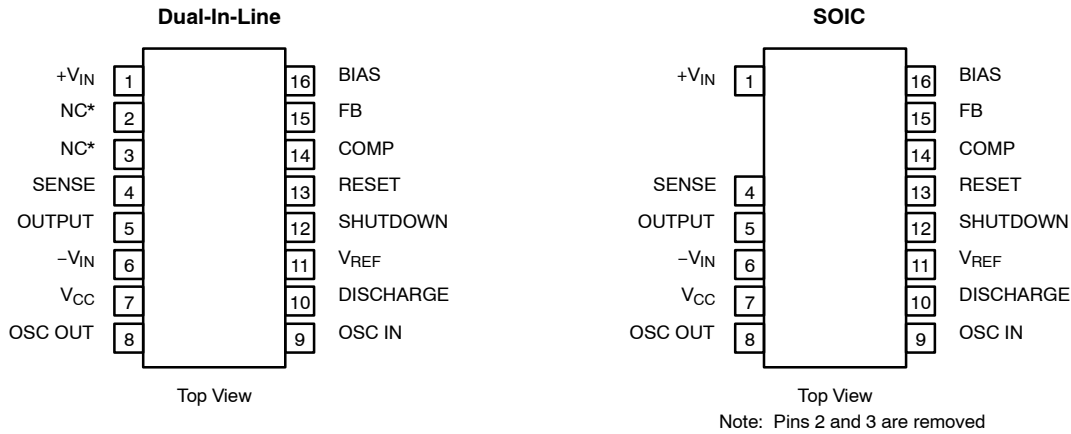 Dual-In-Line
+VIN 1 16 BIAS
NC* 2 15 FB
NC* 3 14 COMP
SENSE 4 13 RESET
OUTPUT 5 12 SHUTDOWN
−VIN 6 11 VREF
VCC 7 10 DISCHARGE
OSC OUT 8 9 OSC IN
Top View
SOIC
+VIN 1 16 BIAS
15 FB
14 COMP
SENSE 4 13 RESET
OUTPUT 5 12 SHUTDOWN
−VIN 6 11 VREF
VCC 7 10 DISCHARGE
OSC OUT 8 9 OSC IN
Top View
Note: Pins 2 and 3 are removed